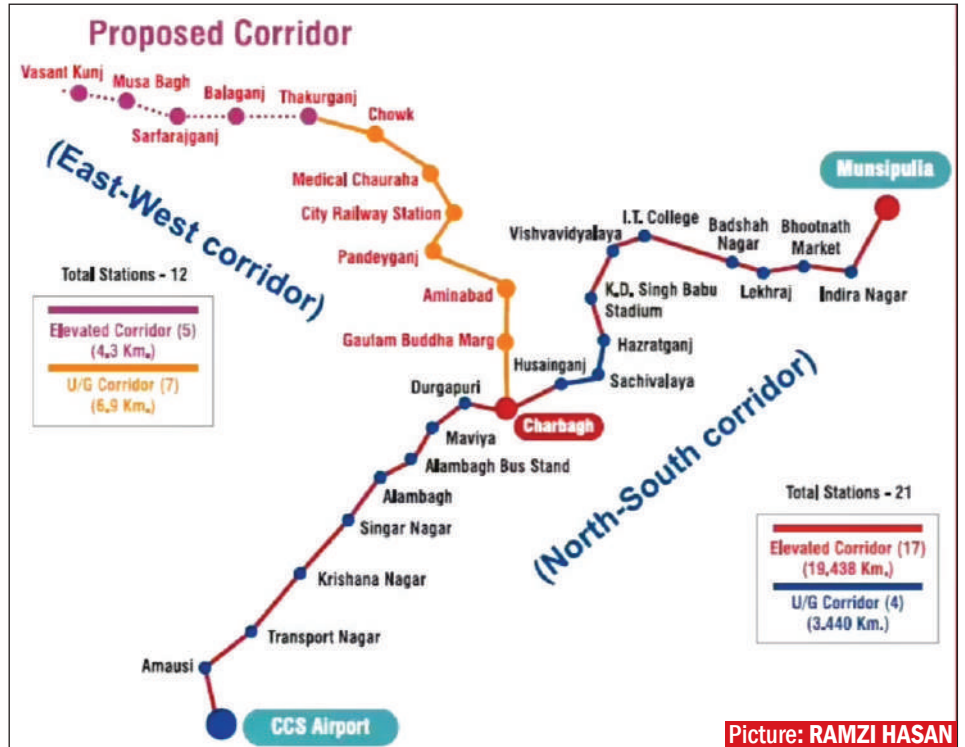 Proposed Corridor
Vasant Kunj
Musa Bagh
Sarfarajganj
Balaganj
Thakurganj
Chowk
Medical Chauraha
City Railway Station
Pandeyganj
Aminabad
Gautam Buddha Marg
(East-West corridor)
Total Stations - 12
Elevated Corridor (5)
(4.3 Km.)
U/G Corridor (7)
(6.9 Km.)
Munsipulia
Indira Nagar
Bhootnath
Market
Lekhraj
Badshah
Nagar
I.T. College
Vishvavidyalaya
K.D. Singh Babu
Stadium
Hazratganj
Sachivalaya
Husainganj
Charbagh
Durgapuri
Maviya
Alambagh Bus Stand
Alambagh
Singar Nagar
Krishana Nagar
Transport Nagar
Amausi
CCS Airport
(North-South corridor)
Total Stations - 21
Elevated Corridor (17)
(19,438 Km.)
U/G Corridor (4)
(3.440 Km.)
Picture: RAMZI HASAN